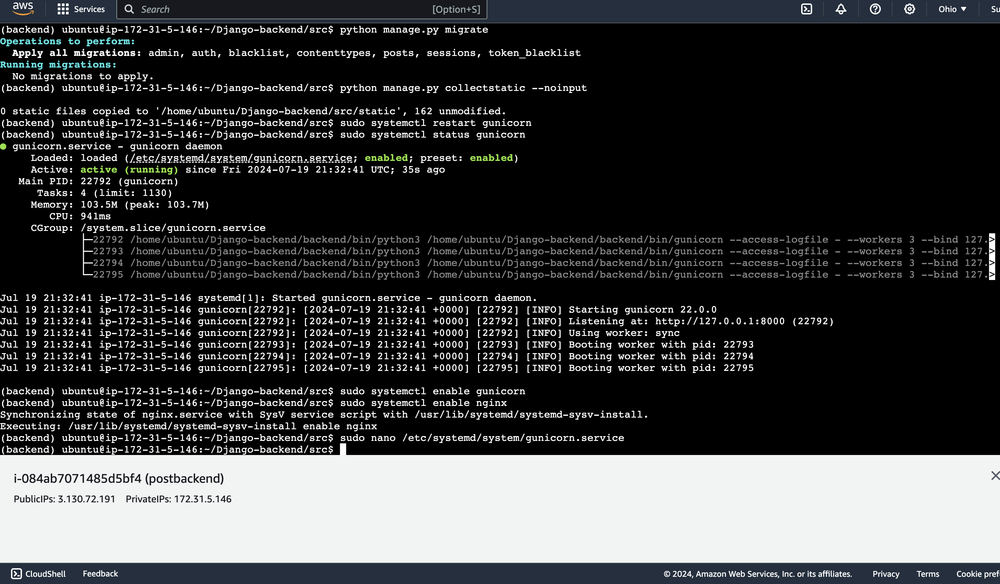 aws Services Search [Option+S] Ohio ▼ Su
(backend) ubuntu@ip-172-31-5-146:~/Django-backend/src$ python manage.py migrate
Operations to perform:
  Apply all migrations: admin, auth, blacklist, contenttypes, posts, sessions, token_blacklist
Running migrations:
  No migrations to apply.
(backend) ubuntu@ip-172-31-5-146:~/Django-backend/src$ python manage.py collectstatic --noinput
0 static files copied to '/home/ubuntu/Django-backend/src/static', 162 unmodified.
(backend) ubuntu@ip-172-31-5-146:~/Django-backend/src$ sudo systemctl restart gunicorn
(backend) ubuntu@ip-172-31-5-146:~/Django-backend/src$ sudo systemctl status gunicorn
● gunicorn.service - gunicorn daemon
     Loaded: loaded (/etc/systemd/system/gunicorn.service; enabled; preset: enabled)
     Active: active (running) since Fri 2024-07-19 21:32:41 UTC; 35s ago
   Main PID: 22792 (gunicorn)
      Tasks: 4 (limit: 1130)
     Memory: 103.5M (peak: 103.7M)
        CPU: 941ms
     CGroup: /system.slice/gunicorn.service
             ├─22792 /home/ubuntu/Django-backend/backend/bin/python3 /home/ubuntu/Django-backend/backend/bin/gunicorn --access-logfile - --workers 3 --bind 127.>
             ├─22793 /home/ubuntu/Django-backend/backend/bin/python3 /home/ubuntu/Django-backend/backend/bin/gunicorn --access-logfile - --workers 3 --bind 127.>
             ├─22794 /home/ubuntu/Django-backend/backend/bin/python3 /home/ubuntu/Django-backend/backend/bin/gunicorn --access-logfile - --workers 3 --bind 127.>
             └─22795 /home/ubuntu/Django-backend/backend/bin/python3 /home/ubuntu/Django-backend/backend/bin/gunicorn --access-logfile - --workers 3 --bind 127.>
Jul 19 21:32:41 ip-172-31-5-146 systemd[1]: Started gunicorn.service - gunicorn daemon.
Jul 19 21:32:41 ip-172-31-5-146 gunicorn[22792]: [2024-07-19 21:32:41 +0000] [22792] [INFO] Starting gunicorn 22.0.0
Jul 19 21:32:41 ip-172-31-5-146 gunicorn[22792]: [2024-07-19 21:32:41 +0000] [22792] [INFO] Listening at: http://127.0.0.1:8000 (22792)
Jul 19 21:32:41 ip-172-31-5-146 gunicorn[22792]: [2024-07-19 21:32:41 +0000] [22792] [INFO] Using worker: sync
Jul 19 21:32:41 ip-172-31-5-146 gunicorn[22793]: [2024-07-19 21:32:41 +0000] [22793] [INFO] Booting worker with pid: 22793
Jul 19 21:32:41 ip-172-31-5-146 gunicorn[22794]: [2024-07-19 21:32:41 +0000] [22794] [INFO] Booting worker with pid: 22794
Jul 19 21:32:41 ip-172-31-5-146 gunicorn[22795]: [2024-07-19 21:32:41 +0000] [22795] [INFO] Booting worker with pid: 22795
(backend) ubuntu@ip-172-31-5-146:~/Django-backend/src$ sudo systemctl enable gunicorn
(backend) ubuntu@ip-172-31-5-146:~/Django-backend/src$ sudo systemctl enable nginx
Synchronizing state of nginx.service with SysV service script with /usr/lib/systemd/systemd-sysv-install.
Executing: /usr/lib/systemd/systemd-sysv-install enable nginx
(backend) ubuntu@ip-172-31-5-146:~/Django-backend/src$ sudo nano /etc/systemd/system/gunicorn.service
(backend) ubuntu@ip-172-31-5-146:~/Django-backend/src$
i-084ab7071485d5bf4 (postbackend)
PublicIPs: 3.130.72.191 PrivateIPs: 172.31.5.146
CloudShell Feedback © 2024, Amazon Web Services, Inc. or its affiliates. Privacy Terms Cookie pref